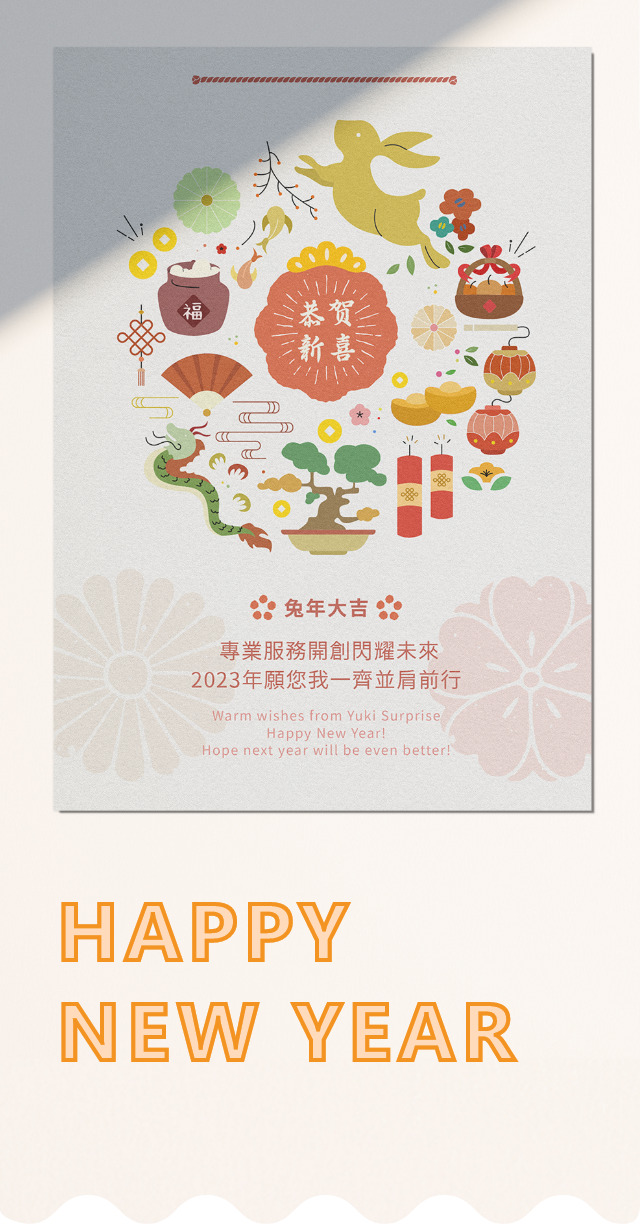 福
恭贺
新喜
兔年大吉
專業服務開創閃耀未來
2023年願您我一齊並肩前行
Warm wishes from Yuki Surprise
Happy New Year!
Hope next year will be even better!
HAPPY
NEW YEAR